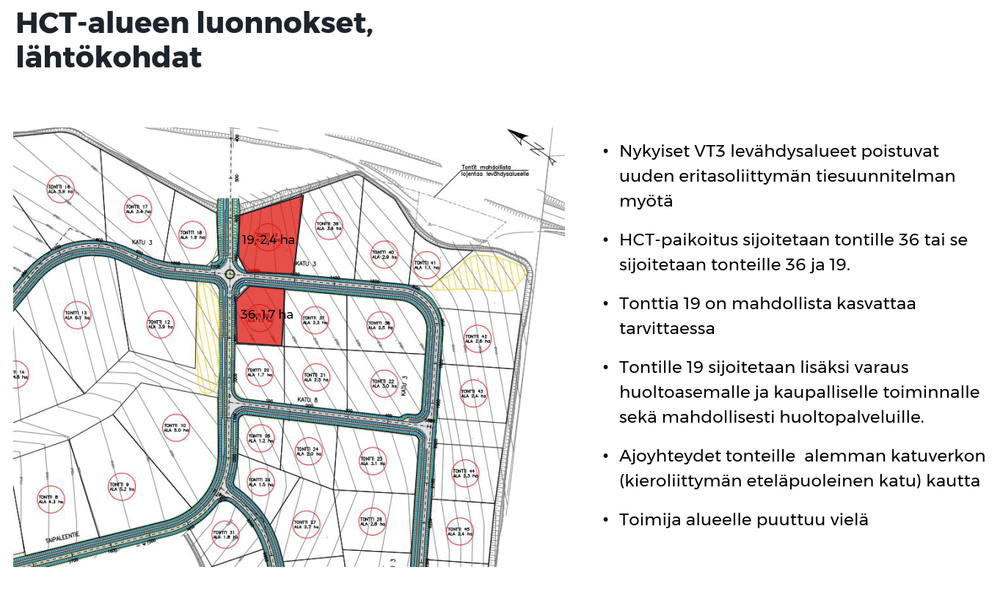 HCT-alueen luonnokset,
lähtökohdat
Tontit mahdollista
laajentaa levähdysalueelle
TONTTI 16
ALA 5.9 ha
TONTTI 17
ALA 3.4 ha
TONTTI 18
ALA 1.9 ha
19, 2,4 ha
TONTTI 39
ALA 3.8 ha
TONTTI 40
ALA 2.9 ha
TONTTI 41
ALA 1.1 ha
KATU 3
KATU 3
TONTTI 13
ALA 6.1 ha
TONTTI 12
ALA 3.9 ha
36, 1,7 ha
TONTTI 37
ALA 2.2 ha
TONTTI 38
ALA 2.5 ha
TONTTI 42
ALA 2.6 ha
TONTTI 20
ALA 1.7 ha
TONTTI 21
ALA 2.3 ha
TONTTI 22
ALA 3.0 ha
KATU 3
TONTTI 43
ALA 2.4 ha
KATU 8
TONTTI 10
ALA 5.0 ha
TONTTI 25
ALA 1.2 ha
TONTTI 24
ALA 2.0 ha
TONTTI 23
ALA 3.1 ha
TONTTI 44
ALA 2.3 ha
TONTTI 9
ALA 5.2 ha
ALA 1.5 ha
TONTTI 8
ALA 4.3 ha
TONTTI 27
ALA 2.7 ha
TONTTI 28
ALA 2.8 ha
TONTTI 45
ALA 2.4 ha
TONTTI 31
ALA 1.8 ha
TAIPALEENTIE
• Nykyiset VT3 levähdysalueet poistuvat
uuden eritasoliittymän tiesuunnitelman
myötä
• HCT-paikoitus sijoitetaan tontille 36 tai se
sijoitetaan tonteille 36 ja 19.
• Tonttia 19 on mahdollista kasvattaa
tarvittaessa
• Tontille 19 sijoitetaan lisäksi varaus
huoltoasemalle ja kaupalliselle toiminnalle
sekä mahdollisesti huoltopalveluille.
• Ajoyhteydet tonteille alemman katuverkon
(kieroliittymän eteläpuoleinen katu) kautta
• Toimija alueelle puuttuu vielä